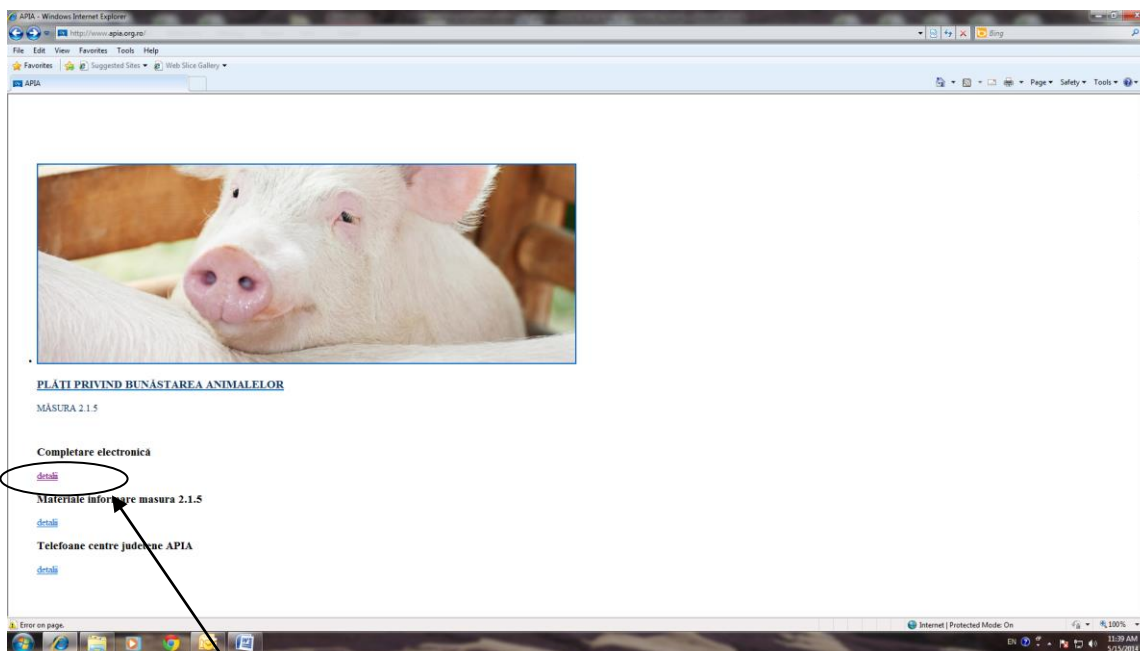 APIA - Windows Internet Explorer
http://www.apia.org.ro/
Bing
File Edit View Favorites Tools Help
Favorites Suggested Sites Web Slice Gallery
APIA
Page Safety Tools
PLĂȚI PRIVIND BUNĂSTAREA ANIMALELOR
MĂSURA 2.1.5
Completare electronică
detalii
Materiale informare masura 2.1.5
detalii
Telefoane centre județene APIA
detalii
Error on page.
Internet | Protected Mode: On
100%
EN
11:39 AM
5/15/2014